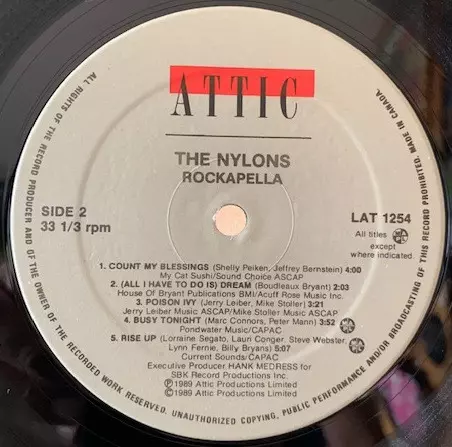 ATTIC
THE NYLONS
ROCKAPELLA
SIDE 2
33 1/3 rpm
LAT 1254
All titles
except
where indicated.
1. COUNT MY BLESSINGS (Shelly Peiken, Jeffrey Bernstein) 4:00
My Cat Sushi/Sound Choice ASCAP
2. (ALL I HAVE TO DO IS) DREAM (Boudleaux Bryant) 2:03
House Of Bryant Publications BMI/Acuff Rose Music Inc.
3. POISON IVY (Jerry Leiber, Mike Stoller) 3:21
Jerry Leiber Music ASCAP/Mike Stoller Music ASCAP
4. BUSY TONIGHT (Marc Connors, Peter Mann) 3:52
Pondwater Music/CAPAC
5. RISE UP (Lorraine Segato, Lauri Conger, Steve Webster,
Lynn Fernie, Billy Bryans) 5:07
Current Sounds/CAPAC
Executive Producer HANK MEDRESS for
SBK Record Productions Inc.
Ⓟ1989 Attic Productions Limited
©1989 Attic Productions Limited
ALL RIGHTS OF THE RECORD PRODUCER AND OF THE OWNER OF THE RECORDED WORK RESERVED. UNAUTHORIZED COPYING, PUBLIC PERFORMANCE AND/OR BROADCASTING OF THIS RECORD PROHIBITED. MADE IN CANADA.